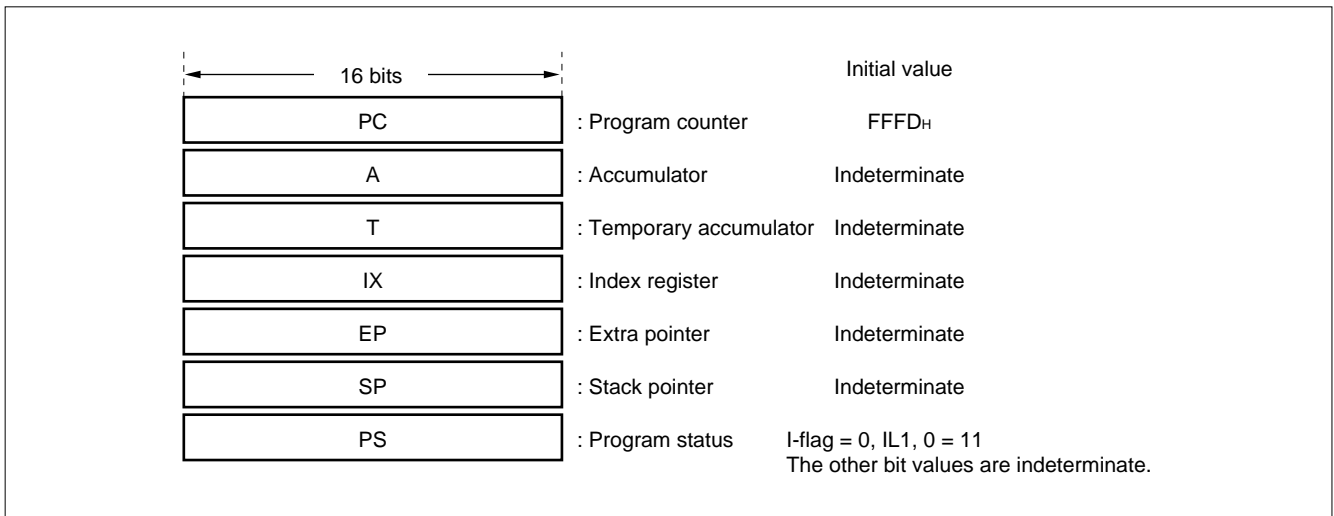 16 bits Initial value
PC : Program counter FFFDH
A : Accumulator Indeterminate
T : Temporary accumulator Indeterminate
IX : Index register Indeterminate
EP : Extra pointer Indeterminate
SP : Stack pointer Indeterminate
PS : Program status I-flag = 0, IL1, 0 = 11
The other bit values are indeterminate.